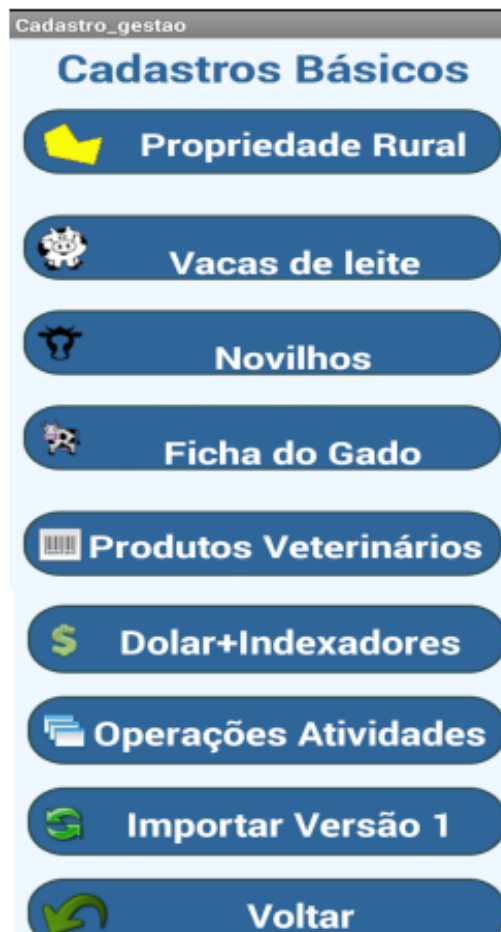 Cadastro_gestao
Cadastros Básicos
Propriedade Rural
Vacas de leite
Novilhos
Ficha do Gado
Produtos Veterinários
Dolar+Indexadores
Operações Atividades
Importar Versão 1
Voltar